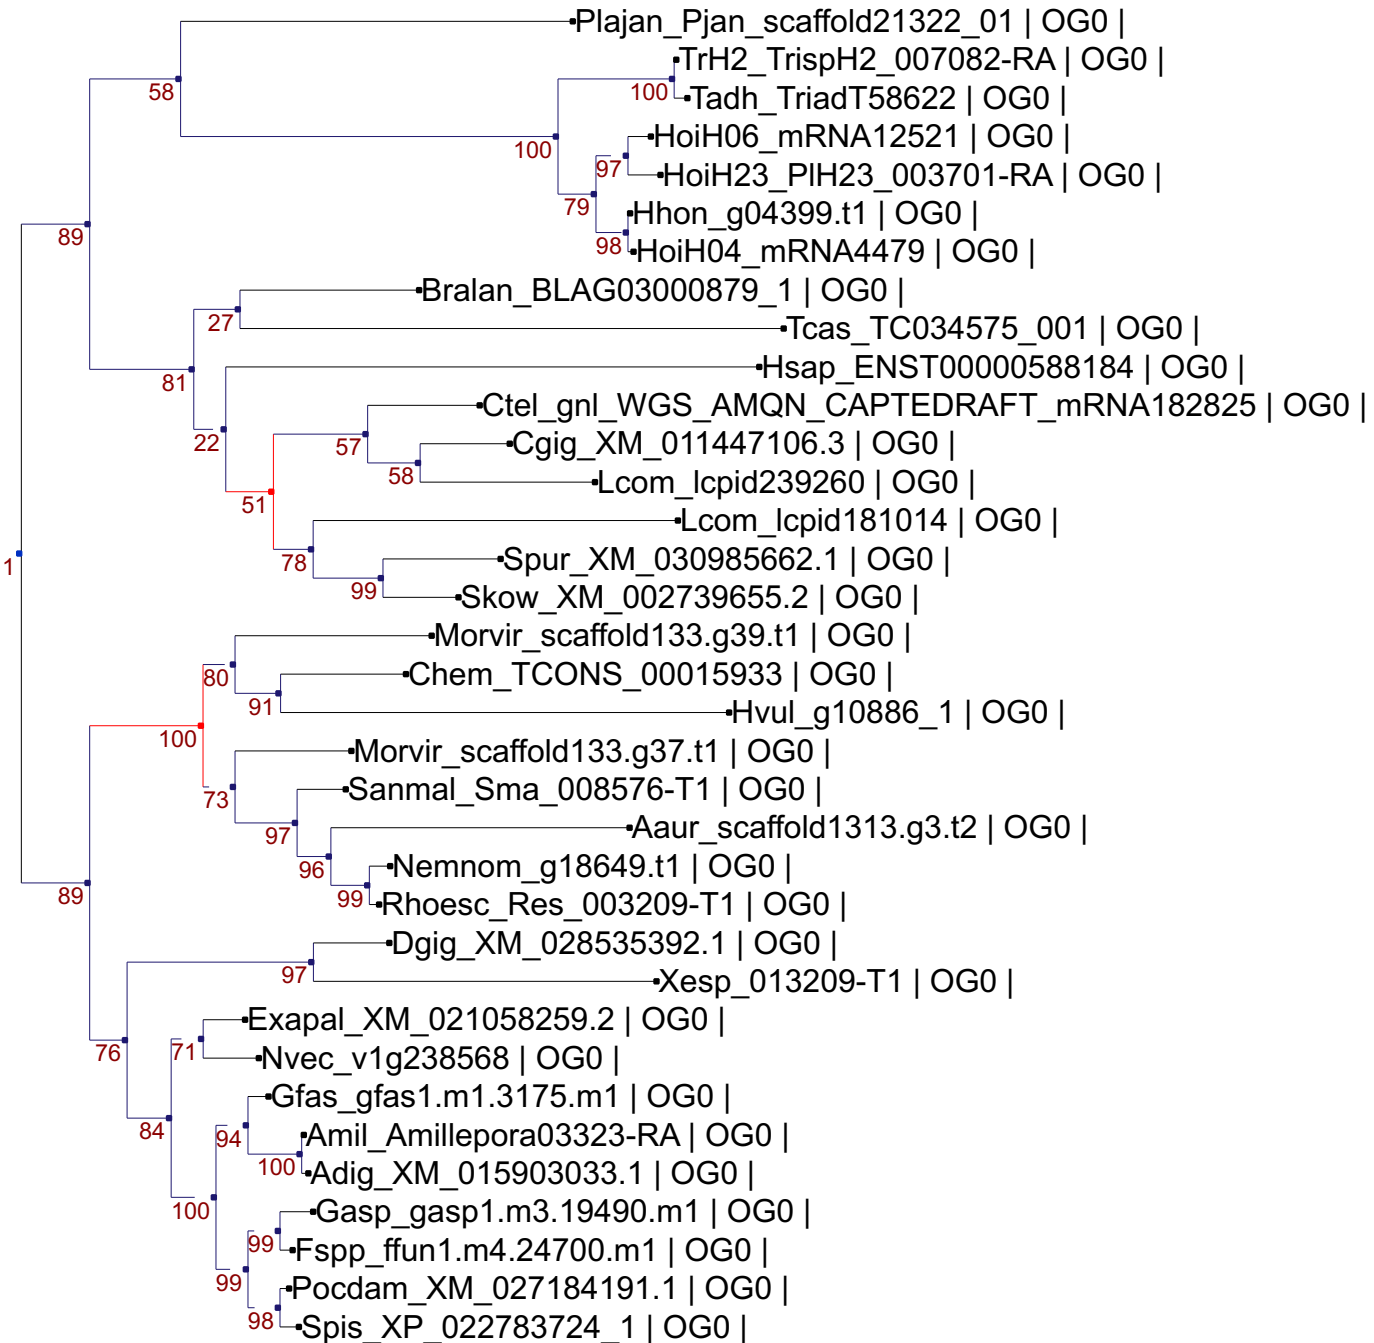 Plajan_Pjan_scaffold21322_01 | OG0 |
TrH2_TrispH2_007082-RA | OG0 |
58
100
Tadh_TriadT58622 | OG0 |
HoiH06_mRNA12521 | OG0 |
100
97
HoiH23_PlH23_003701-RA | OG0 |
79
Hhon_g04399.t1 | OG0 |
89
98
HoiH04_mRNA4479 | OG0 |
Bralan_BLAG03000879_1 | OG0 |
27
Tcas_TC034575_001 | OG0 |
Hsap_ENST00000588184 | OG0 |
81
Ctel_gnl_WGS_AMQN_CAPTEDRAFT_mRNA182825 | OG0 |
22
57
Cgig_XM_011447106.3 | OG0 |
58
Lcom_lcpid239260 | OG0 |
51
Lcom_lcpid181014 | OG0 |
1
78
Spur_XM_030985662.1 | OG0 |
99
Skow_XM_002739655.2 | OG0 |
Morvir_scaffold133.g39.t1 | OG0 |
80
Chem_TCONS_00015933 | OG0 |
91
Hvul_g10886_1 | OG0 |
100
Morvir_scaffold133.g37.t1 | OG0 |
73
Sanmal_Sma_008576-T1 | OG0 |
97
Aaur_scaffold1313.g3.t2 | OG0 |
96
Nemnom_g18649.t1 | OG0 |
89
99
Rhoesc_Res_003209-T1 | OG0 |
Dgig_XM_028535392.1 | OG0 |
97
Xesp_013209-T1 | OG0 |
Exapal_XM_021058259.2 | OG0 |
76
71
Nvec_v1g238568 | OG0 |
Gfas_gfas1.m1.3175.m1 | OG0 |
84
94
Amil_Amillepora03323-RA | OG0 |
100
Adig_XM_015903033.1 | OG0 |
100
Gasp_gasp1.m3.19490.m1 | OG0 |
99
Fspp_ffun1.m4.24700.m1 | OG0 |
99
Pocdam_XM_027184191.1 | OG0 |
98
Spis_XP_022783724_1 | OG0 |